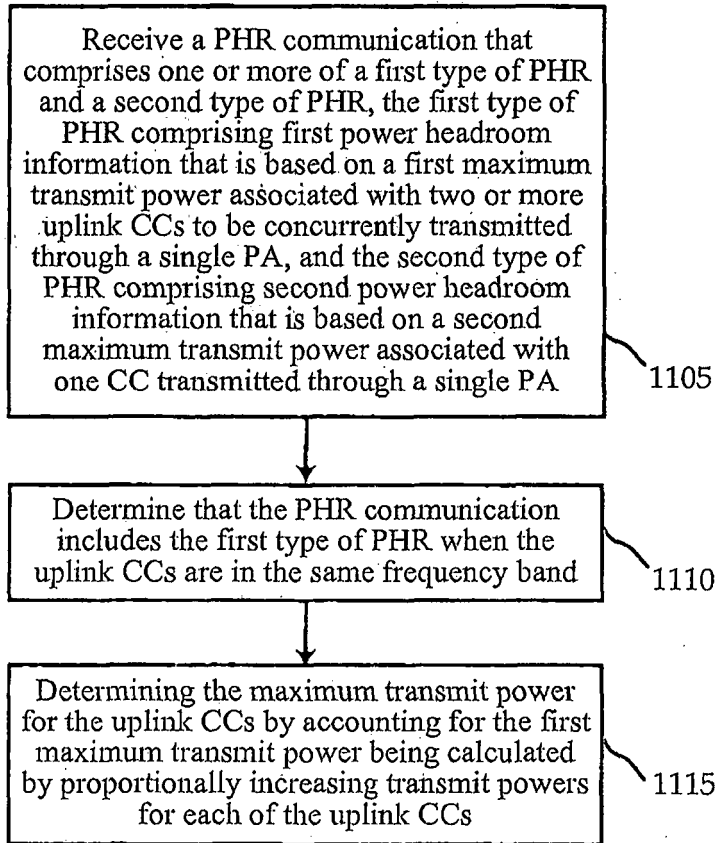 Receive a PHR communication that
comprises one or more of a first type of PHR
and a second type of PHR, the first type of
PHR comprising first power headroom
information that is based on a first maximum
transmit power associated with two or more
uplink CCs to be concurrently transmitted
through a single PA, and the second type of
PHR comprising second power headroom
information that is based on a second
maximum transmit power associated with
one CC transmitted through a single PA
1105
Determine that the PHR communication
includes the first type of PHR when the
uplink CCs are in the same frequency band
1110
Determining the maximum transmit power
for the uplink CCs by accounting for the first
maximum transmit power being calculated
by proportionally increasing transmit powers
for each of the uplink CCs
1115